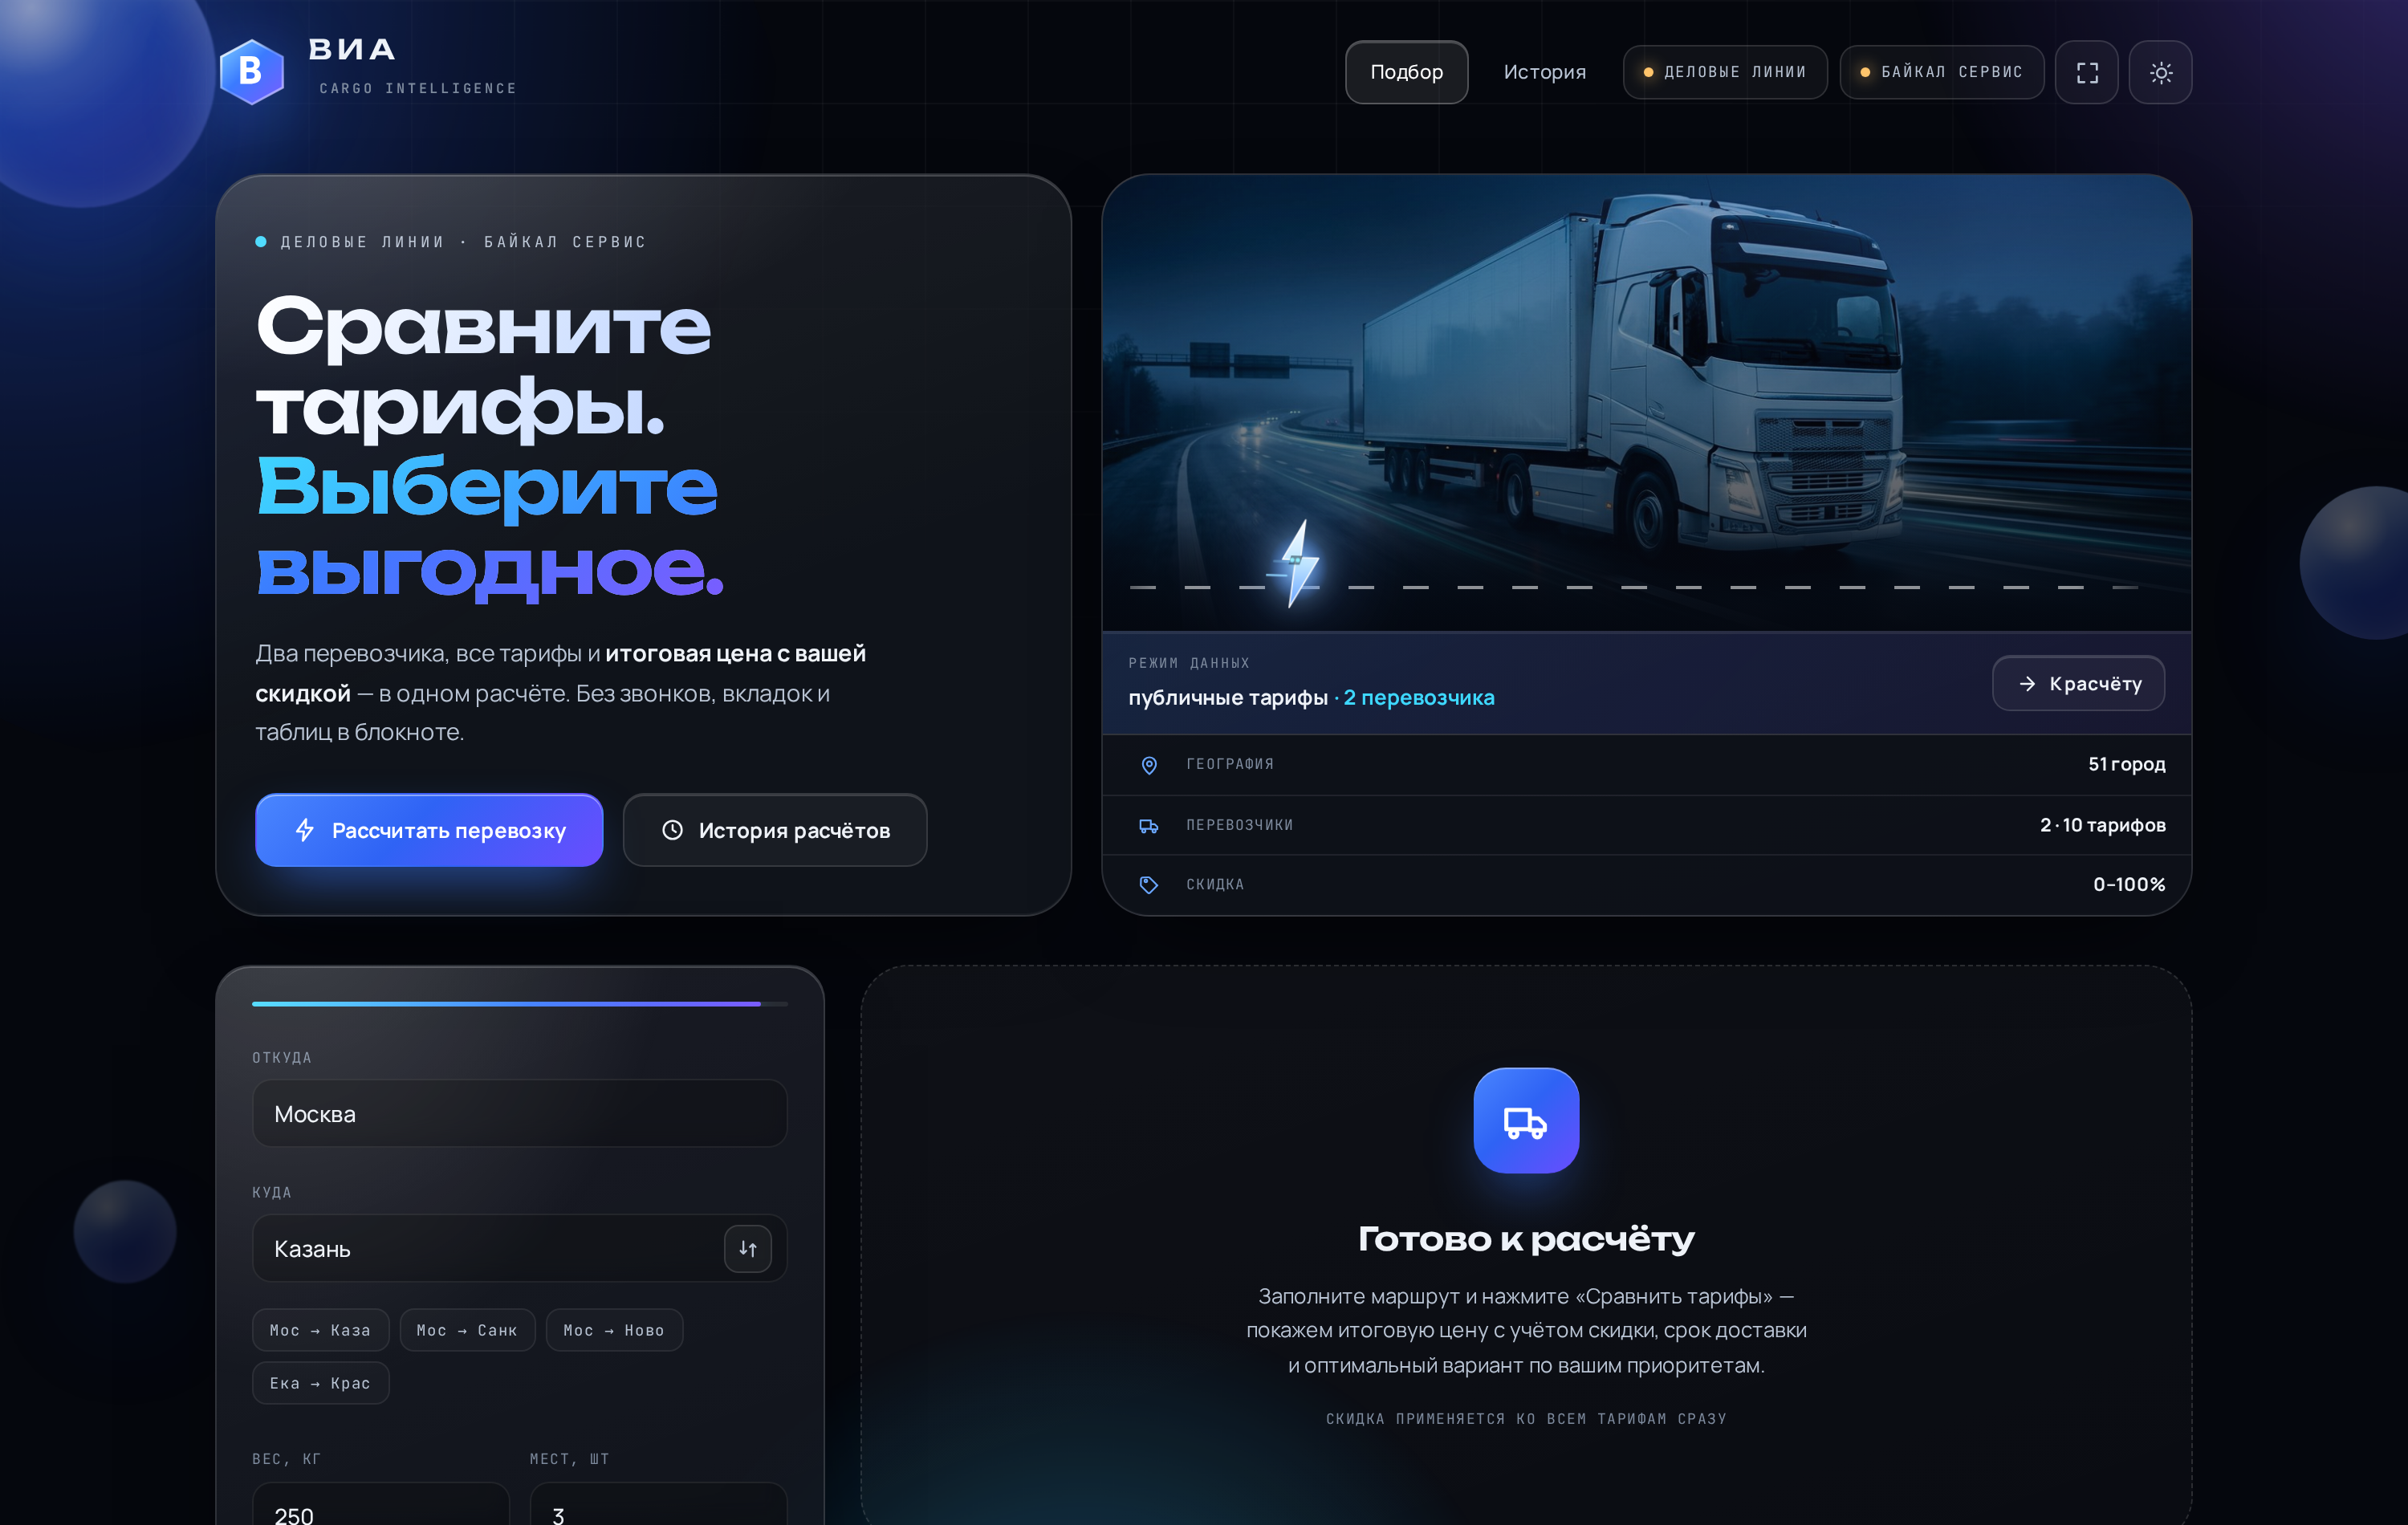 В
ВИА
CARGO INTELLIGENCE
Подбор
История
ДЕЛОВЫЕ ЛИНИИ
БАЙКАЛ СЕРВИС
ДЕЛОВЫЕ ЛИНИИ · БАЙКАЛ СЕРВИС
Сравните
тарифы.
Выберите
выгодное.
Два перевозчика, все тарифы и итоговая цена с вашей
скидкой — в одном расчёте. Без звонков, вкладок и
таблиц в блокноте.
Рассчитать перевозку
История расчётов
РЕЖИМ ДАННЫХ
публичные тарифы · 2 перевозчика
К расчёту
ГЕОГРАФИЯ
51 город
ПЕРЕВОЗЧИКИ
2 · 10 тарифов
СКИДКА
0–100%
ОТКУДА
Москва
КУДА
Казань
Мос → Каза
Мос → Санк
Мос → Ново
Ека → Крас
ВЕС, КГ
МЕСТ, ШТ
250
3
Готово к расчёту
Заполните маршрут и нажмите «Сравнить тарифы» —
покажем итоговую цену с учётом скидки, срок доставки
и оптимальный вариант по вашим приоритетам.
СКИДКА ПРИМЕНЯЕТСЯ КО ВСЕМ ТАРИФАМ СРАЗУ